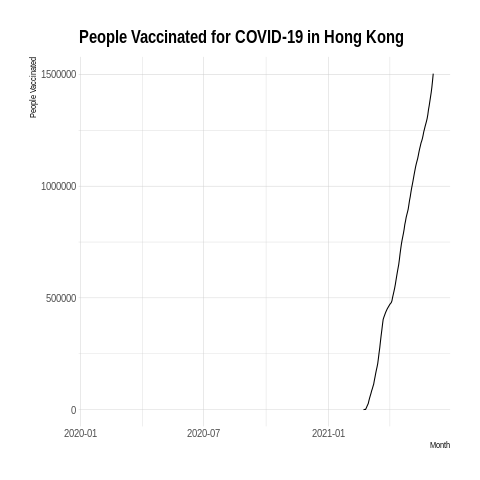 People Vaccinated for COVID-19 in Hong Kong
People Vaccinated
1500000
1000000
500000
0
2020-01 2020-07 2021-01
Month